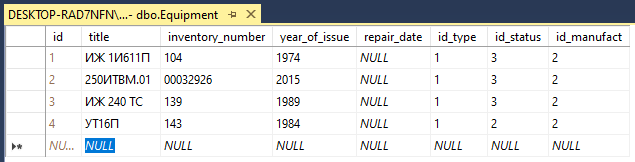 DESKTOP-RAD7NFN\...- dbo.Equipment
id title inventory_number year_of_issue repair_date id_type id_status id_manufact
1 ИЖ 1И611П 104 1974 NULL 1 3 2
2 250ИТВМ.01 00032926 2015 NULL 1 3 2
3 ИЖ 240 ТС 139 1989 NULL 1 3 2
4 УТ16П 143 1984 NULL 1 2 2
NU... NULL NULL NULL NULL NULL NULL NULL